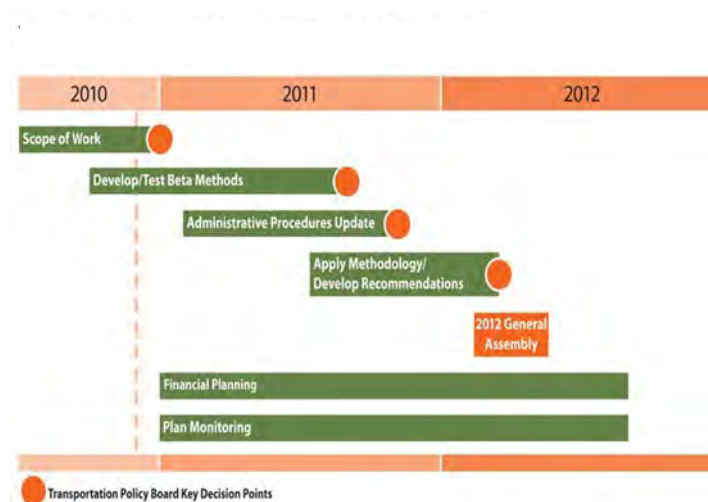 2010 2011 2012
Scope of Work
Develop/Test Beta Methods
Administrative Procedures Update
Apply Methodology/
Develop Recommendations
2012 General
Assembly
Financial Planning
Plan Monitoring
Transportation Policy Board Key Decision Points